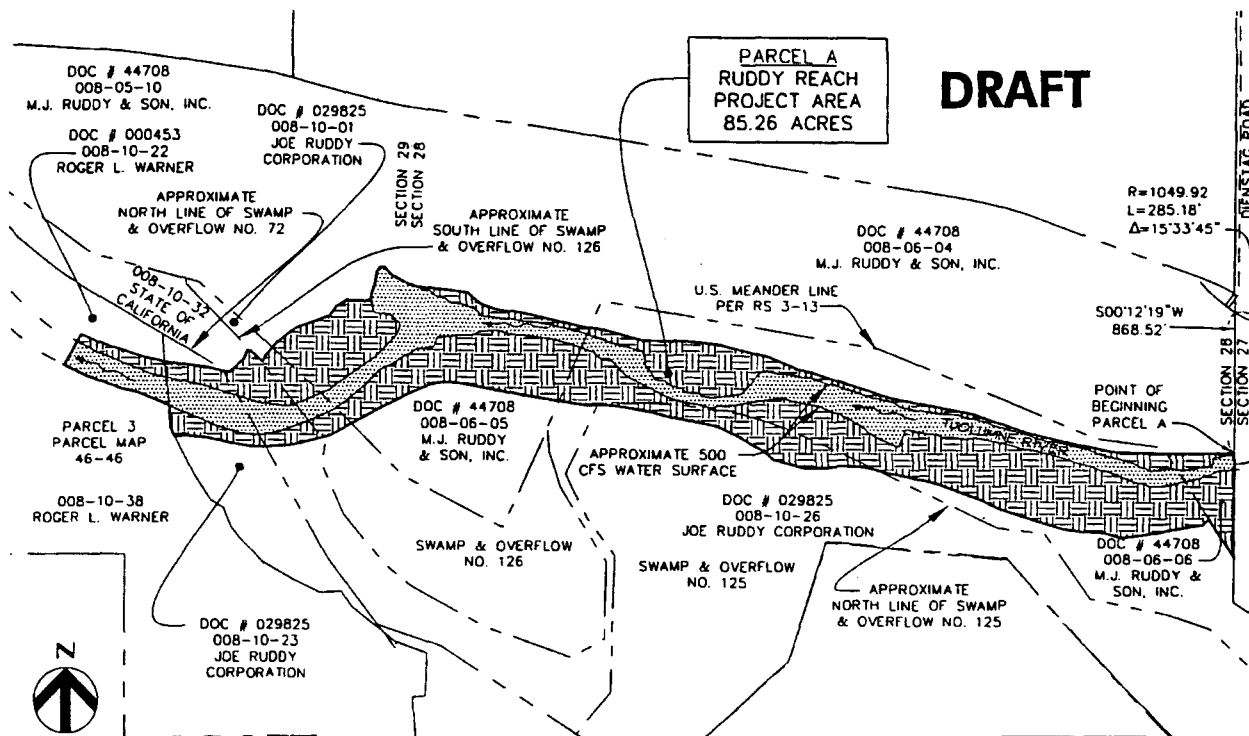 PARCEL A
RUDDY REACH
PROJECT AREA
85.26 ACRES
DRAFT
DOC # 44708
008-05-10
M.J. RUDDY & SON, INC.
DOC # 000453
008-10-22
ROGER L. WARNER
DOC # 029825
008-10-01
JOE RUDDY
CORPORATION
APPROXIMATE
NORTH LINE OF SWAMP
& OVERFLOW NO. 72
SECTION 29
SECTION 28
APPROXIMATE
SOUTH LINE OF SWAMP
& OVERFLOW NO. 126
DOC # 44708
008-06-04
M.J. RUDDY & SON, INC.
U.S. MEANDER LINE
PER RS 3-13
DIENSTAG ROAD
R=1049.92
L=285.18'
Δ=15°33'45"
S00°12'19"W
868.52'
SECTION 28
SECTION 27
008-10-32
STATE OF
CALIFORNIA
POINT OF
BEGINNING
PARCEL A
TUOLUMNE RIVER
PARCEL 3
PARCEL MAP
46-46
008-10-38
ROGER L. WARNER
DOC # 44708
008-06-05
M.J. RUDDY
& SON, INC.
APPROXIMATE 500
CFS WATER SURFACE
DOC # 029825
008-10-26
JOE RUDDY CORPORATION
SWAMP & OVERFLOW
NO. 126
SWAMP & OVERFLOW
NO. 125
APPROXIMATE
NORTH LINE OF SWAMP
& OVERFLOW NO. 125
DOC # 44708
008-06-06
M.J. RUDDY &
SON, INC.
DOC # 029825
008-10-23
JOE RUDDY
CORPORATION
N